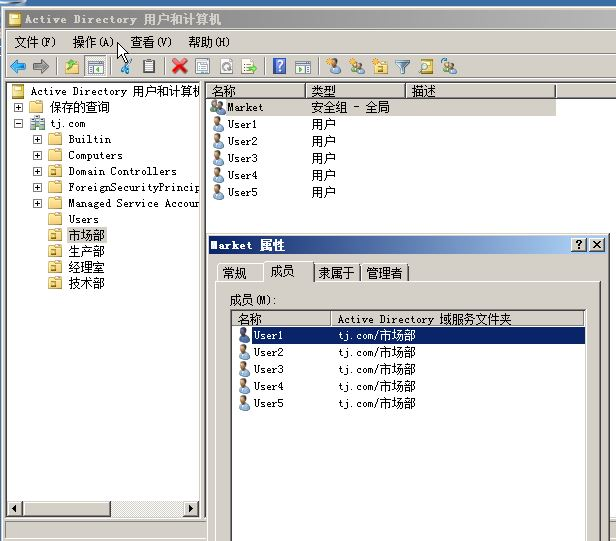 Active Directory 用户和计算机
文件(F) 操作(A) 查看(V) 帮助(H)
Active Directory 用户和计算机
保存的查询
tj.com
Builtin
Computers
Domain Controllers
ForeignSecurityPrincip
Managed Service Accour
Users
市场部
生产部
经理室
技术部
名称 类型 描述
Market 安全组 - 全局
User1 用户
User2 用户
User3 用户
User4 用户
User5 用户
Market 属性
常规 成员 隶属于 管理者
成员(M):
名称 Active Directory 域服务文件夹
User1 tj.com/市场部
User2 tj.com/市场部
User3 tj.com/市场部
User4 tj.com/市场部
User5 tj.com/市场部